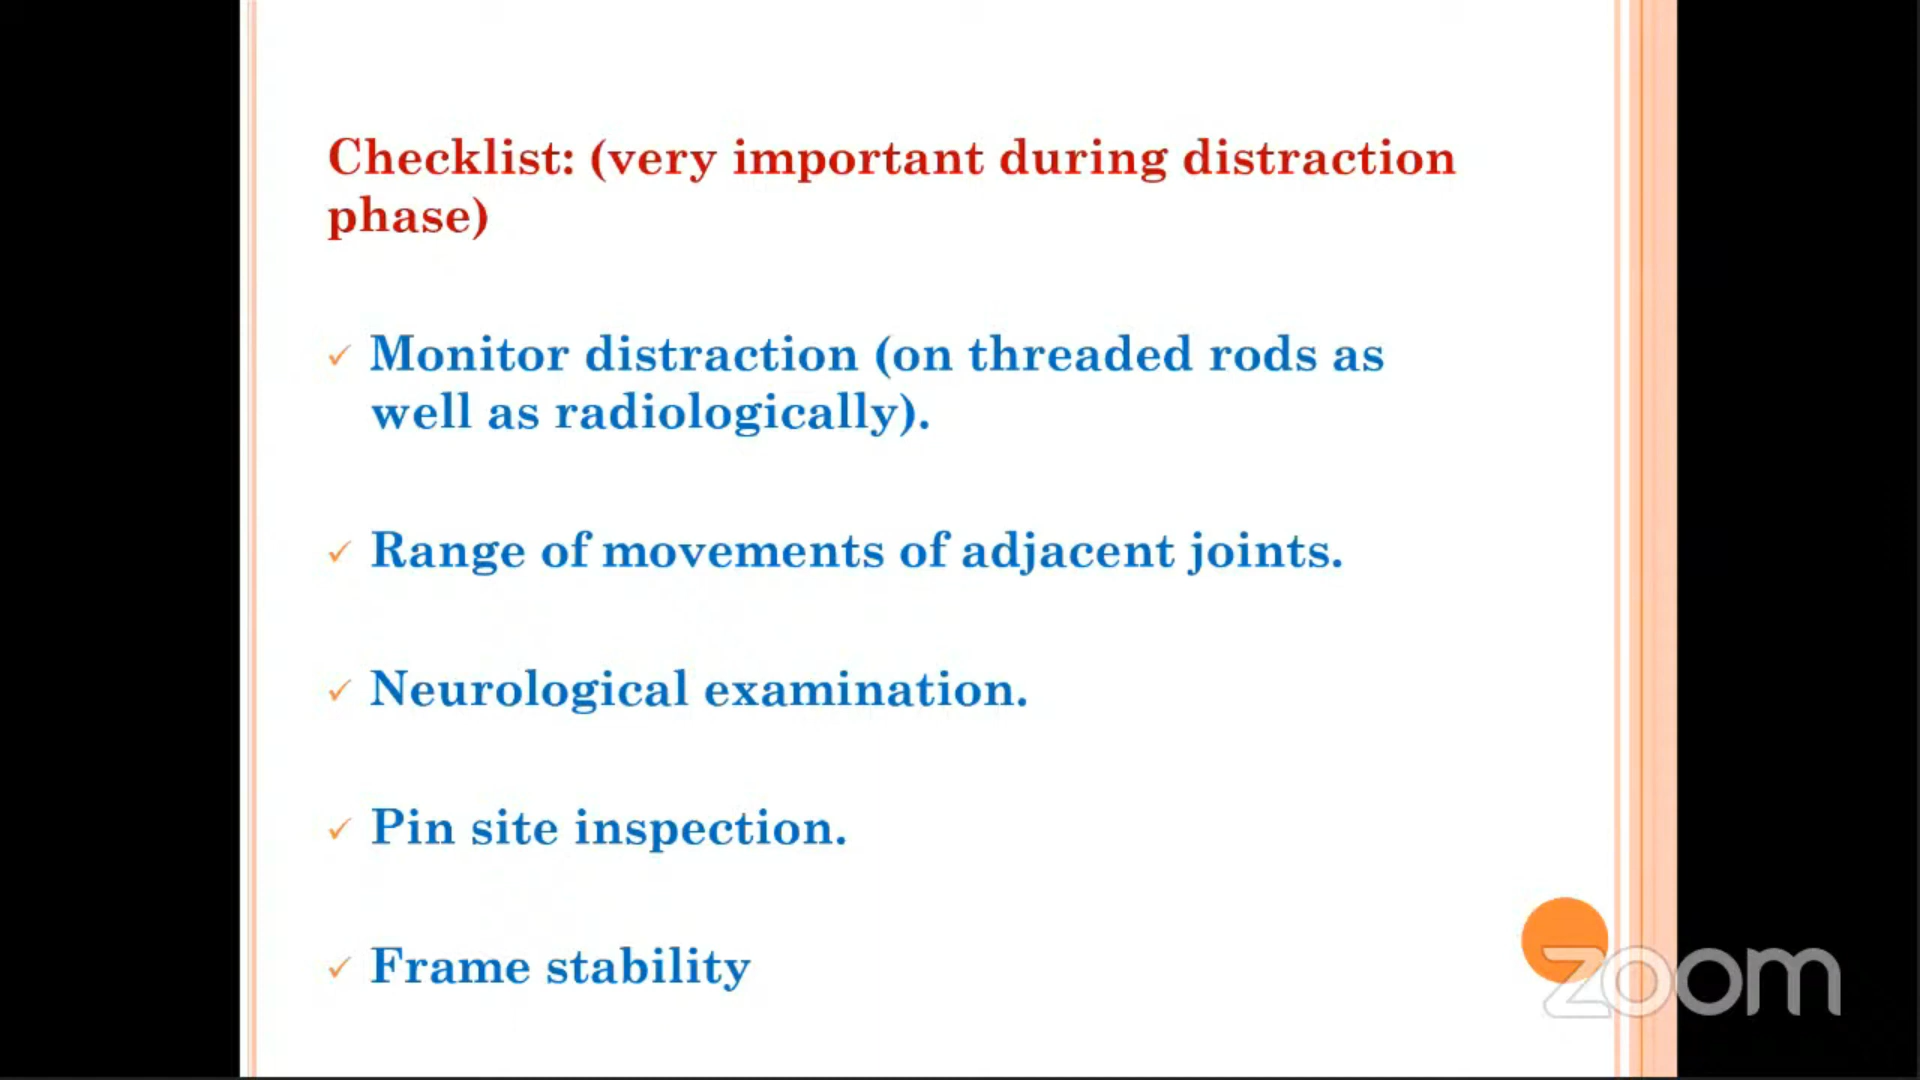 Checklist: (very important during distraction
phase)
✓ Monitor distraction (on threaded rods as
well as radiologically).
✓ Range of movements of adjacent joints.
✓ Neurological examination.
✓ Pin site inspection.
✓ Frame stability
zoom